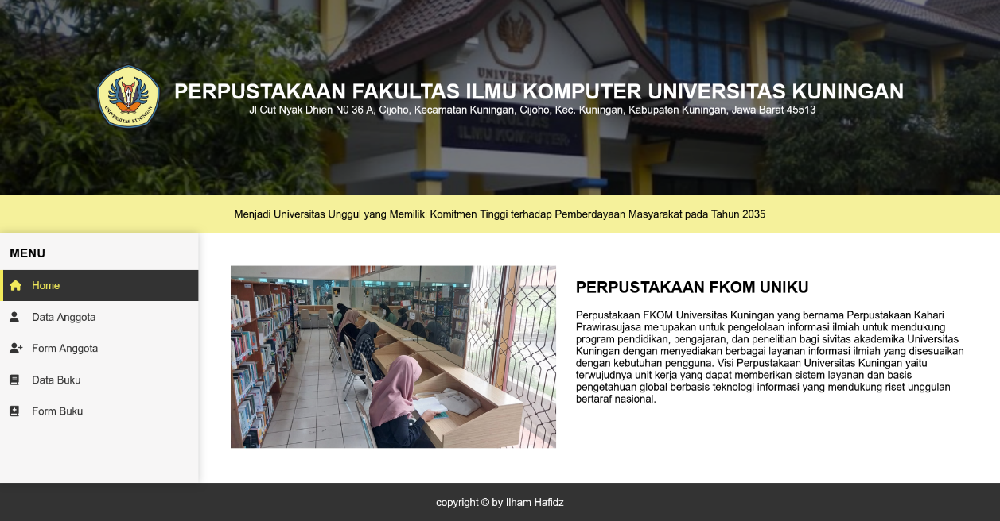 UNIVERSITAS
UNIVERSITAS KUNINGAN
PERPUSTAKAAN FAKULTAS ILMU KOMPUTER UNIVERSITAS KUNINGAN
Jl Cut Nyak Dhien N0 36 A, Cijoho, Kecamatan Kuningan, Cijoho, Kec. Kuningan, Kabupaten Kuningan, Jawa Barat 45513
ILMU KOMPUTER
Menjadi Universitas Unggul yang Memiliki Komitmen Tinggi terhadap Pemberdayaan Masyarakat pada Tahun 2035
MENU
Home
Data Anggota
Form Anggota
Data Buku
Form Buku
PERPUSTAKAAN FKOM UNIKU
Perpustakaan FKOM Universitas Kuningan yang bernama Perpustakaan Kahari
Prawirasujasa merupakan untuk pengelolaan informasi ilmiah untuk mendukung
program pendidikan, pengajaran, dan penelitian bagi sivitas akademika Universitas
Kuningan dengan menyediakan berbagai layanan informasi ilmiah yang disesuaikan
dengan kebutuhan pengguna. Visi Perpustakaan Universitas Kuningan yaitu
terwujudnya unit kerja yang dapat memberikan sistem layanan dan basis
pengetahuan global berbasis teknologi informasi yang mendukung riset unggulan
bertaraf nasional.
copyright © by Ilham Hafidz